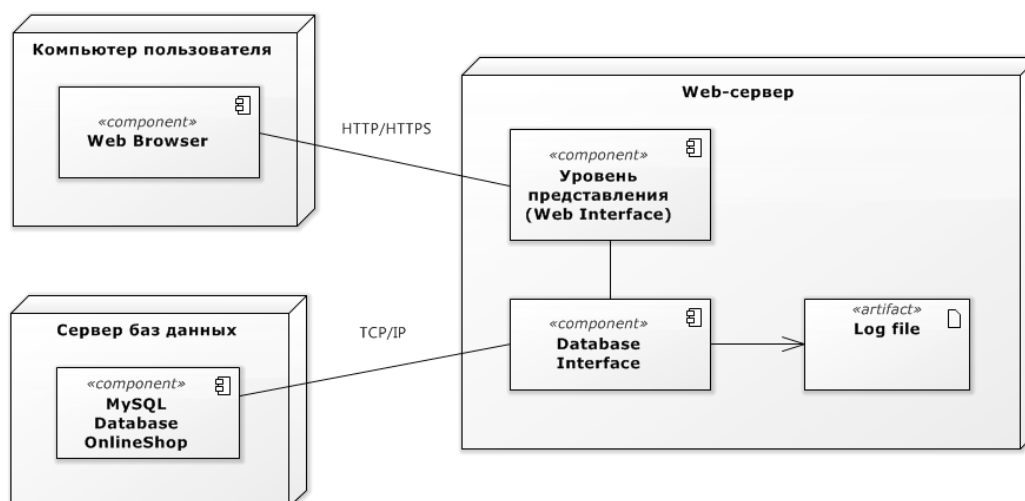 Компьютер пользователя
«component»
Web Browser
HTTP/HTTPS
Web-сервер
«component»
Уровень
представления
(Web Interface)
Сервер баз данных
«component»
MySQL
Database
OnlineShop
TCP/IP
«component»
Database
Interface
«artifact»
Log file